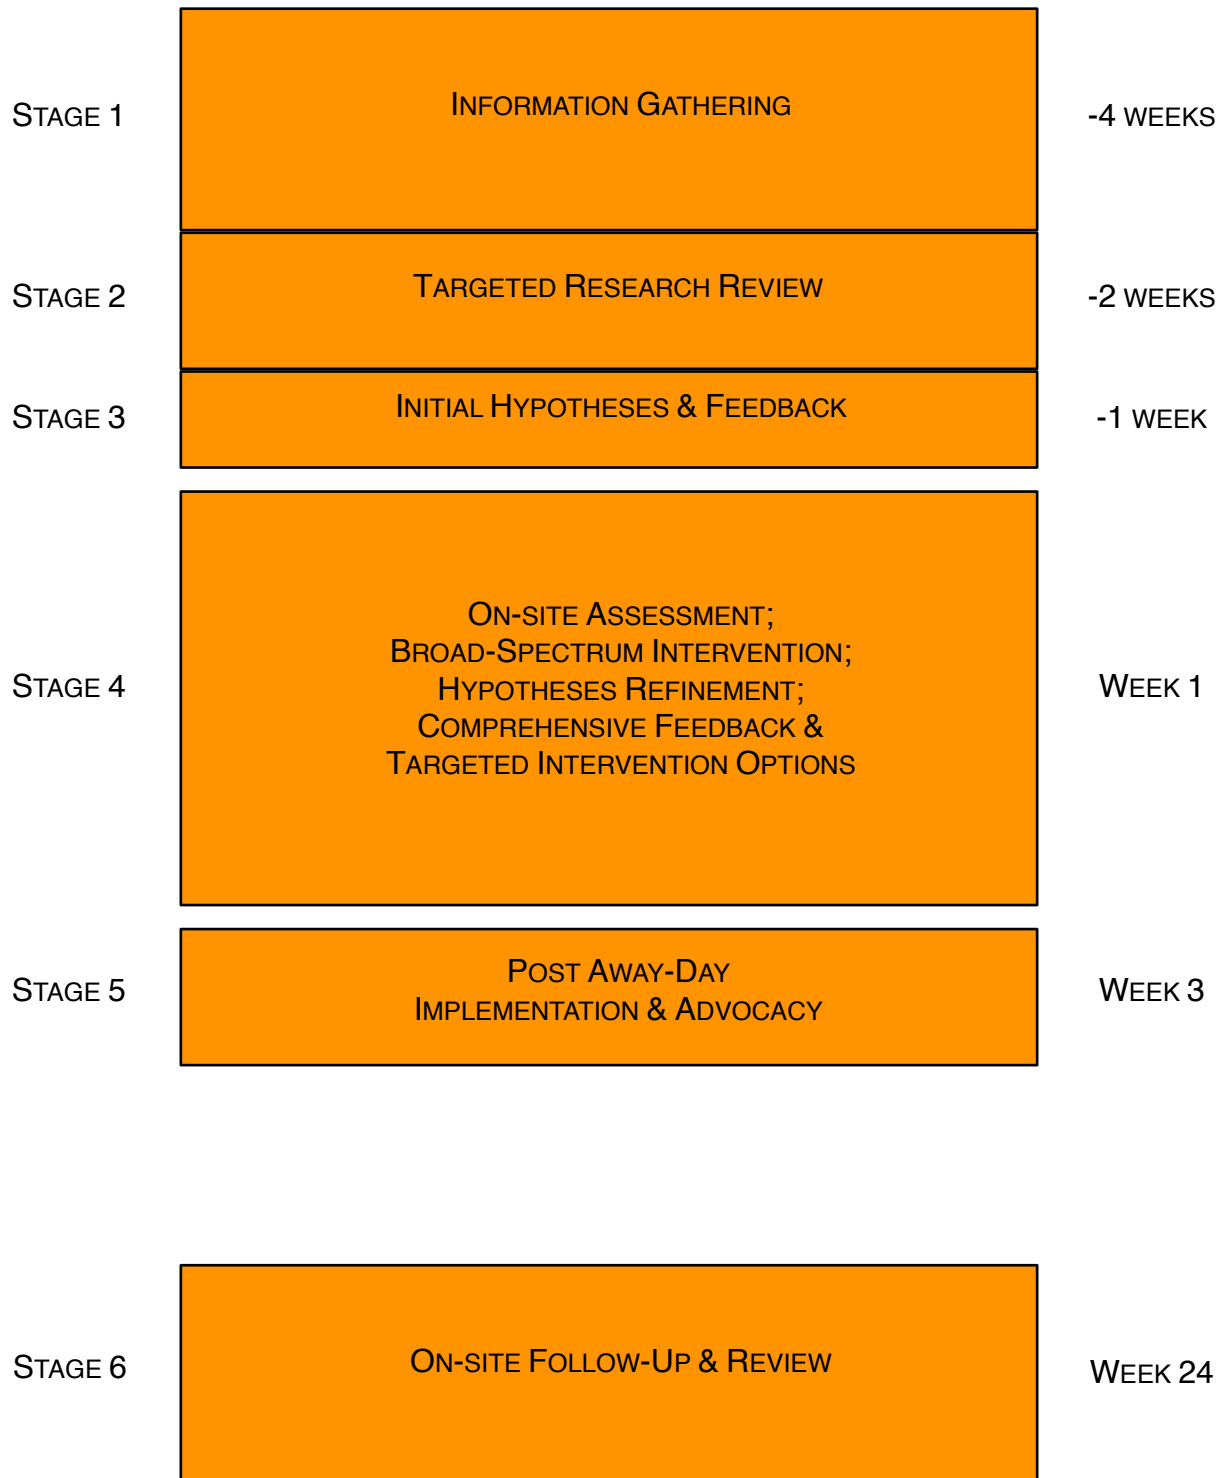 STAGE 1
INFORMATION GATHERING
-4 WEEKS
STAGE 2
TARGETED RESEARCH REVIEW
-2 WEEKS
STAGE 3
INITIAL HYPOTHESES & FEEDBACK
-1 WEEK
STAGE 4
ON-SITE ASSESSMENT;
BROAD-SPECTRUM INTERVENTION;
HYPOTHESES REFINEMENT;
COMPREHENSIVE FEEDBACK &
TARGETED INTERVENTION OPTIONS
WEEK 1
STAGE 5
POST AWAY-DAY
IMPLEMENTATION & ADVOCACY
WEEK 3
STAGE 6
ON-SITE FOLLOW-UP & REVIEW
WEEK 24